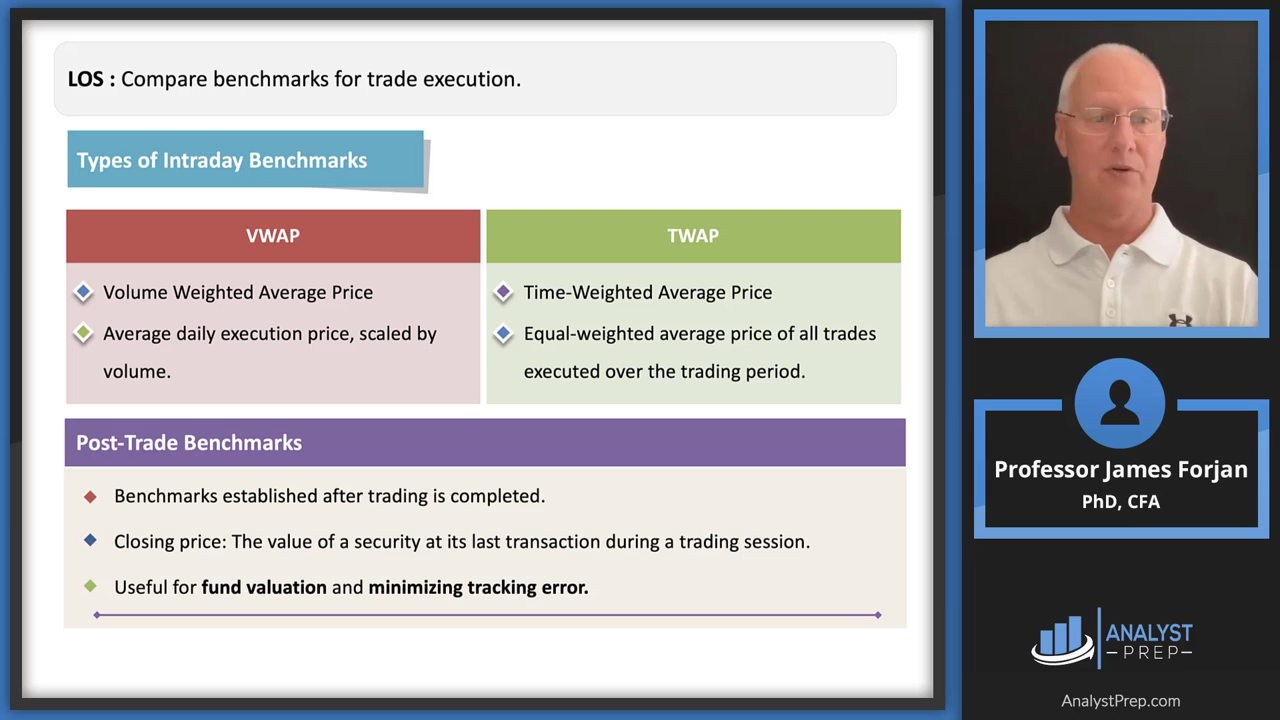 LOS : Compare benchmarks for trade execution.
Types of Intraday Benchmarks
VWAP
Volume Weighted Average Price
Average daily execution price, scaled by
volume.
TWAP
Time-Weighted Average Price
Equal-weighted average price of all trades
executed over the trading period.
Post-Trade Benchmarks
Benchmarks established after trading is completed.
Closing price: The value of a security at its last transaction during a trading session.
Useful for fund valuation and minimizing tracking error.
Professor James Forjan
PhD, CFA
ANALYST
PREP
AnalystPrep.com